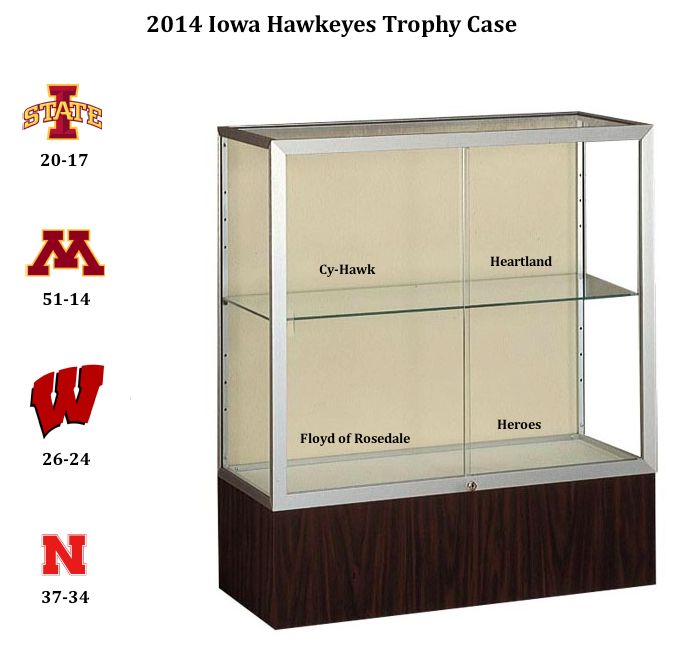 2014 Iowa Hawkeyes Trophy Case
I
STATE
20-17
M
51-14
W
26-24
N
37-34
Cy-Hawk
Heartland
Floyd of Rosedale
Heroes